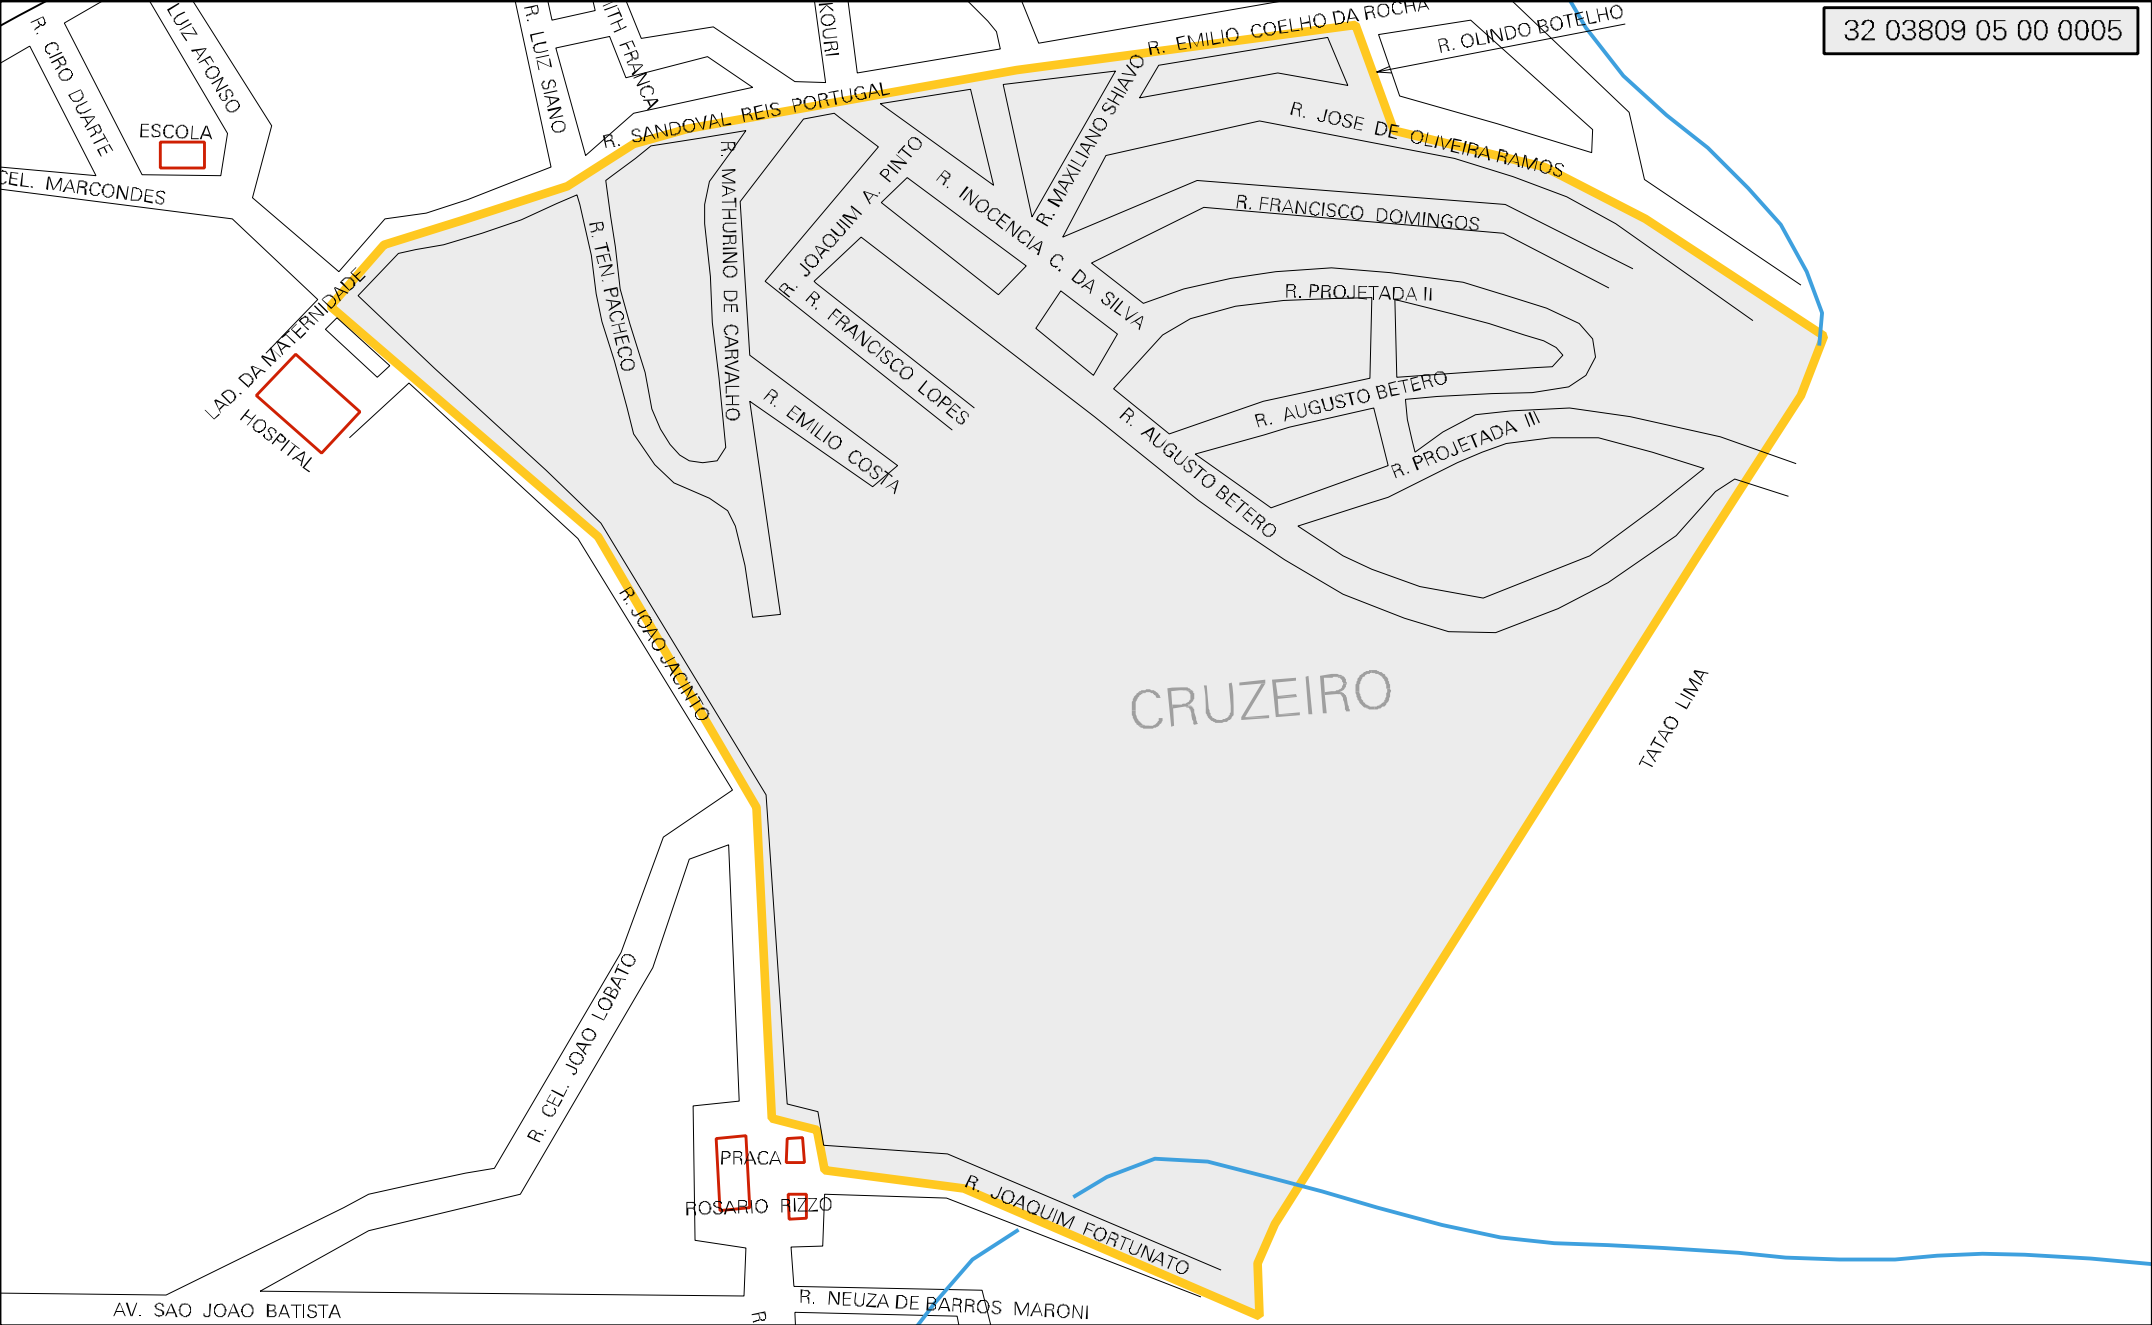 32 03809 05 00 0005
R. CIRO DUARTE
LUIZ AFONSO
R. LUIZ SIANO
ITH FRANCA
KOURI
R. EMILIO COELHO DA ROCHA
R. OLINDO BOTELHO
ESCOLA
CEL. MARCONDES
R. SANDOVAL REIS PORTUGAL
R. MAXILIANO SHIAVO
R. JOSE DE OLIVEIRA RAMOS
R. MATHURINO DE CARVALHO
R. JOAQUIM A. PINTO
R. INOCENCIA C. DA SILVA
R. FRANCISCO DOMINGOS
R. TEN. PACHECO
LAD. DA MATERNIDADE
R. PROJETADA II
R. FRANCISCO LOPES
HOSPITAL
R. EMILIO COSTA
R. AUGUSTO BETERO
R. AUGUSTO BETERO
R. PROJETADA III
R. JOAO JACINTO
CRUZEIRO
TATAO LIMA
R. CEL. JOAO LOBATO
PRACA
ROSARIO RIZZO
R. JOAQUIM FORTUNATO
R. NEUZA DE BARROS MARONI
AV. SAO JOAO BATISTA
R